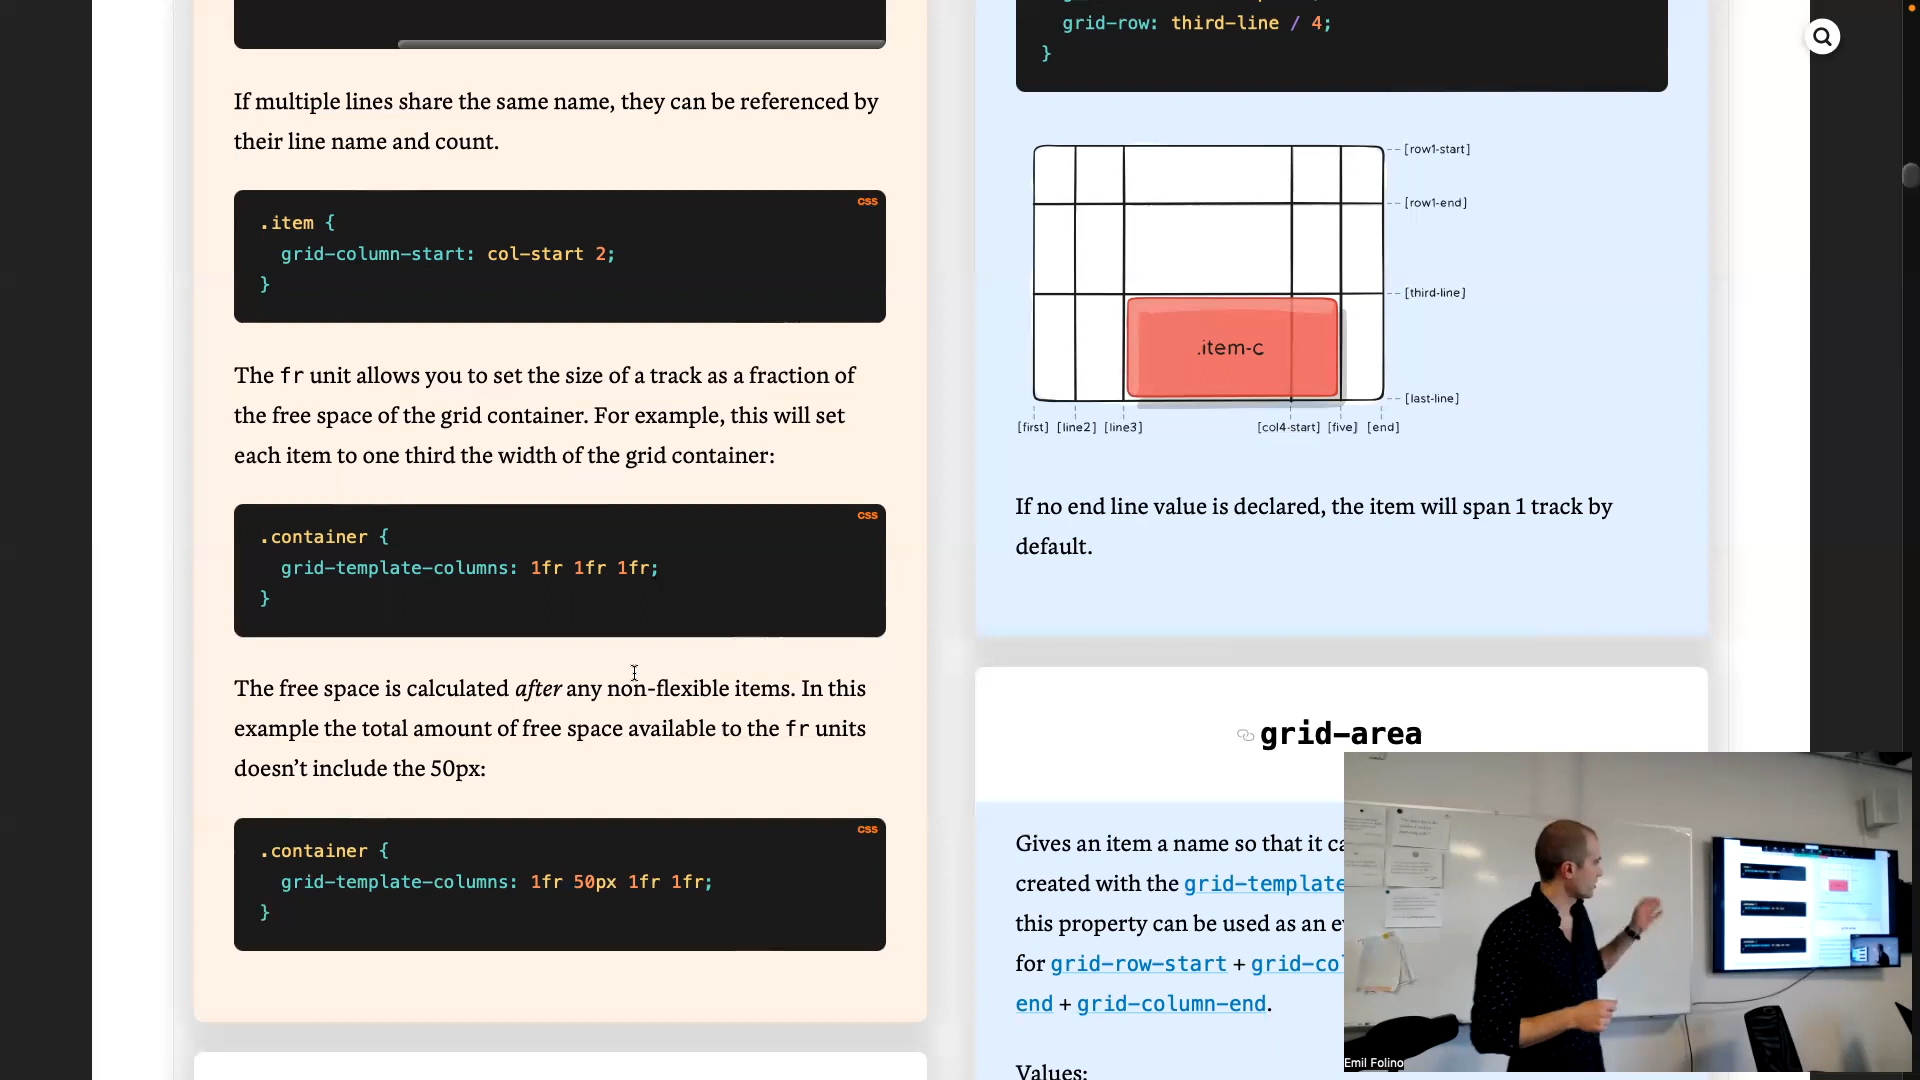 If multiple lines share the same name, they can be referenced by
their line name and count.
CSS
.item {
grid-column-start: col-start 2;
}
The fr unit allows you to set the size of a track as a fraction of
the free space of the grid container. For example, this will set
each item to one third the width of the grid container:
CSS
.container {
grid-template-columns: 1fr 1fr 1fr;
}
The free space is calculated after any non-flexible items. In this
example the total amount of free space available to the fr units
doesn’t include the 50px:
CSS
.container {
grid-template-columns: 1fr 50px 1fr 1fr;
}
grid-row: third-line / 4;
}
[row1-start]
[row1-end]
[third-line]
.item-c
[last-line]
[first] [line2] [line3] [col4-start] [five] [end]
If no end line value is declared, the item will span 1 track by
default.
grid-area
Gives an item a name so that it
created with the grid-template
this property can be used as an
for grid-row-start +
end + grid-column-end.
Values:
Emil Folino